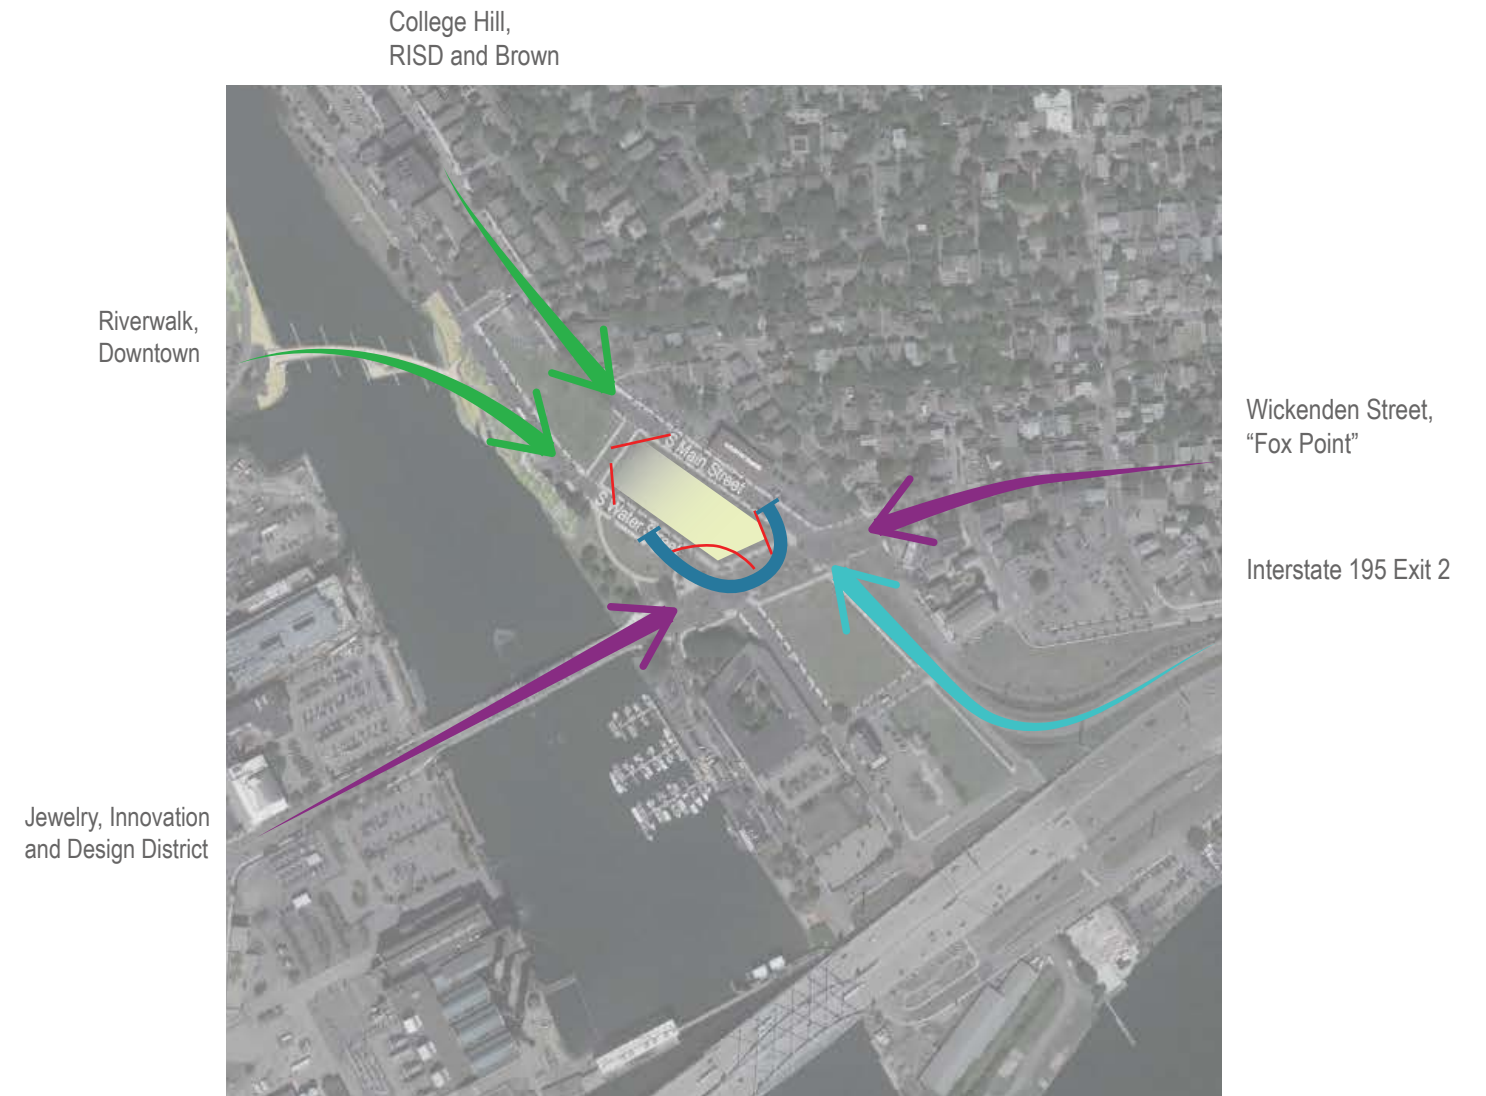 College Hill,
RISD and Brown
Riverwalk,
Downtown
Wickenden Street,
“Fox Point”
S Main Street
S Water Street
Interstate 195 Exit 2
Jewelry, Innovation
and Design District